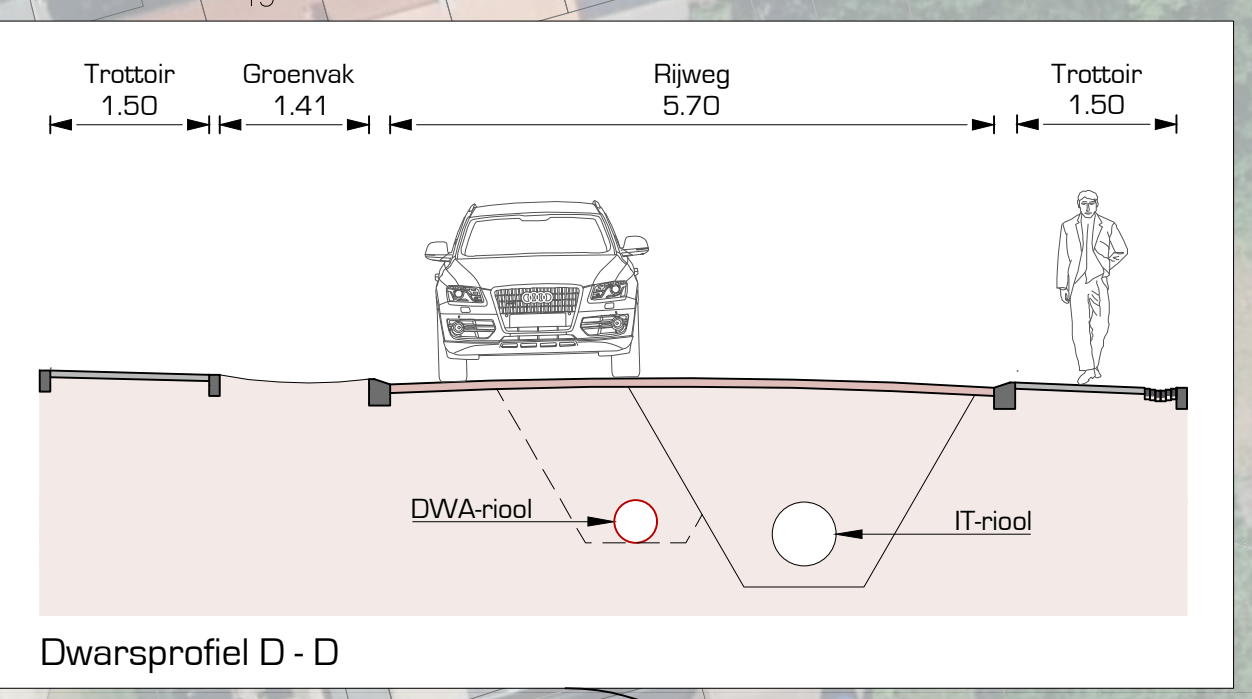 Trottoir
1.50
Groenvak
1.41
Rijweg
5.70
Trottoir
1.50
DWA-riool
IT-riool
Dwarsprofiel D - D